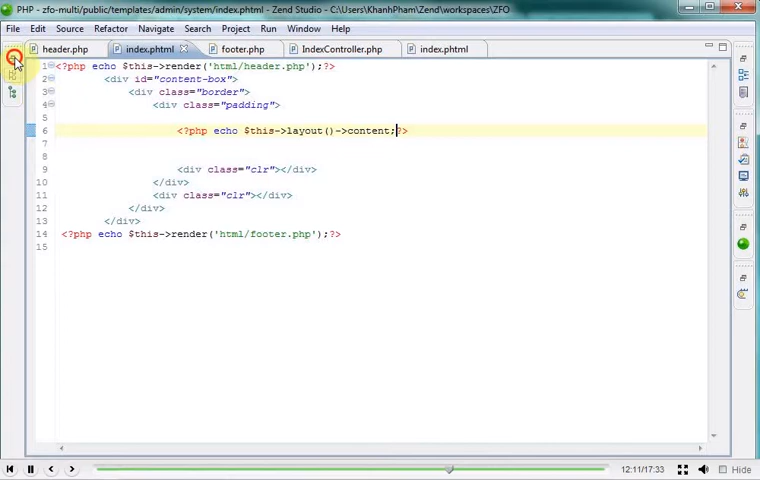 PHP - zfo-multi/public/templates/admin/system/index.phtml - Zend Studio - C:\Users\KhanhPham\Zend\workspaces\ZFO
File Edit Source Refactor Navigate Search Project Run Window Help
header.php index.phtml footer.php IndexController.php index.phtml
1 <?php echo $this->render('html/header.php');?>
2 <div id="content-box">
3 <div class="border">
4 <div class="padding">
5
6 <?php echo $this->layout()->content;?>
7
8
9 <div class="clr"></div>
10 </div>
11 <div class="clr"></div>
12 </div>
13 </div>
14 <?php echo $this->render('html/footer.php');?>
15
12:11/17:33 Hide